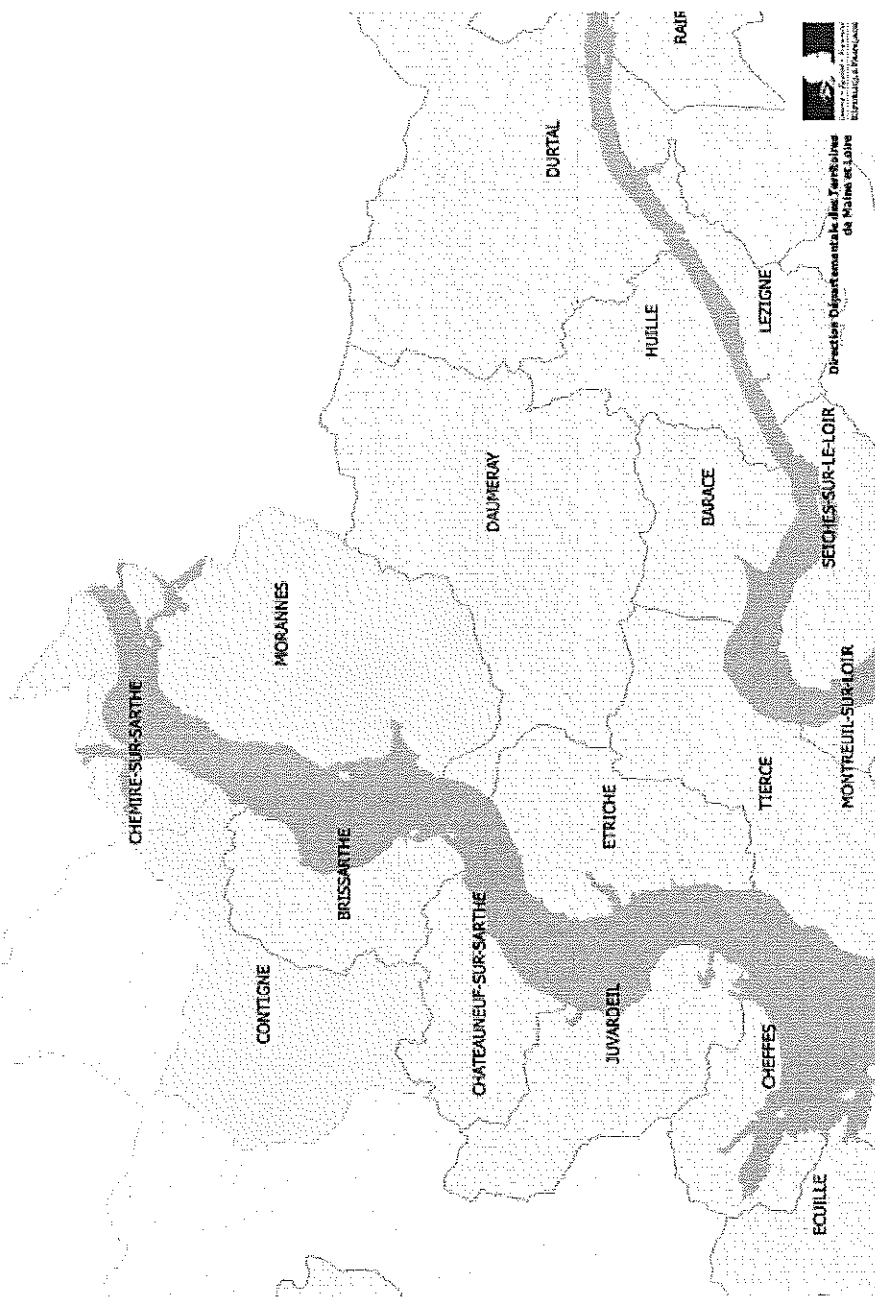 CHEMIRE-SUR-SARTHE
MORANNES
CONTIGNE
BRISSARTHE
DAUMERAY
DURTAL
CHATEAUNEUF-SUR-SARTHE
ETRICHE
JUVARDEIL
HUILLE
RAIR
BARACE
LEZIGNE
TIERCE
CHEFFES
SEICHES-SUR-LE-LOIR
MONTREUIL-SUR-LOIR
ECUILLE
Direction Départementale des Territoires
de Maine et Loire